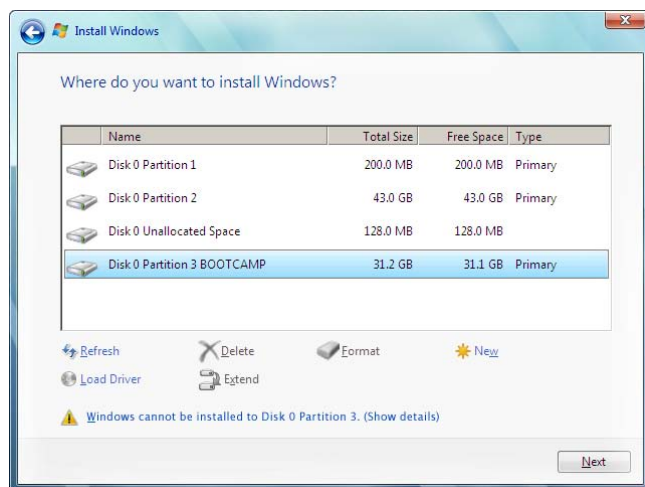 Install Windows
Where do you want to install Windows?
Name Total Size Free Space Type
Disk 0 Partition 1 200.0 MB 200.0 MB Primary
Disk 0 Partition 2 43.0 GB 43.0 GB Primary
Disk 0 Unallocated Space 128.0 MB 128.0 MB
Disk 0 Partition 3 BOOTCAMP 31.2 GB 31.1 GB Primary
Refresh Delete Format New
Load Driver Extend
Windows cannot be installed to Disk 0 Partition 3. (Show details)
Next